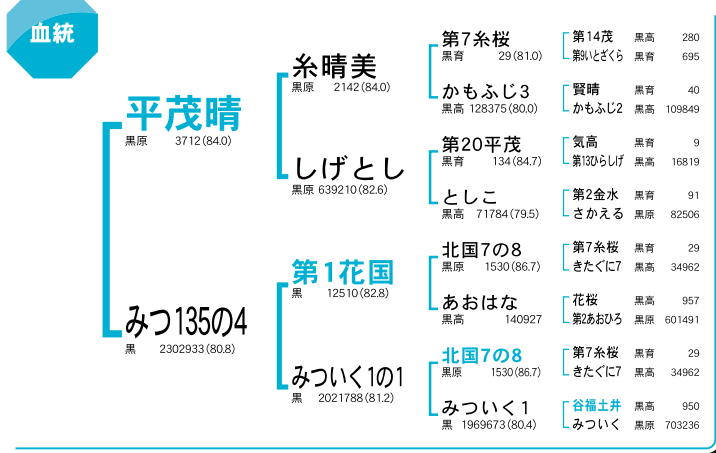 血統
平茂晴
黒原 3712(84.0)
みつ135の4
黒 2302933(80.8)
糸晴美
黒原 2142(84.0)
しげとし
黒原 639210(82.6)
第1花国
黒 12510(82.8)
みついく1の1
黒 2021788(81.2)
第7糸桜
黒育 29(81.0)
かもふじ3
黒高 128375(80.0)
第20平茂
黒育 134(84.7)
としこ
黒高 71784(79.5)
北国7の8
黒原 1530(86.7)
あおはな
黒高 140927
北国7の8
黒原 1530(86.7)
みついく1
黒 1969673(80.4)
第14茂 黒高 280
第9いとざくら 黒育 695
賢晴 黒育 40
かもふじ2 黒高 109849
気高 黒育 9
第13ひらしげ 黒高 16819
第2金水 黒育 91
さかえる 黒原 82506
第7糸桜 黒育 29
きたぐに7 黒高 34962
花桜 黒高 957
第2あおひろ 黒原 601491
第7糸桜 黒育 29
きたぐに7 黒高 34962
谷福土井 黒高 950
みついく 黒原 703236